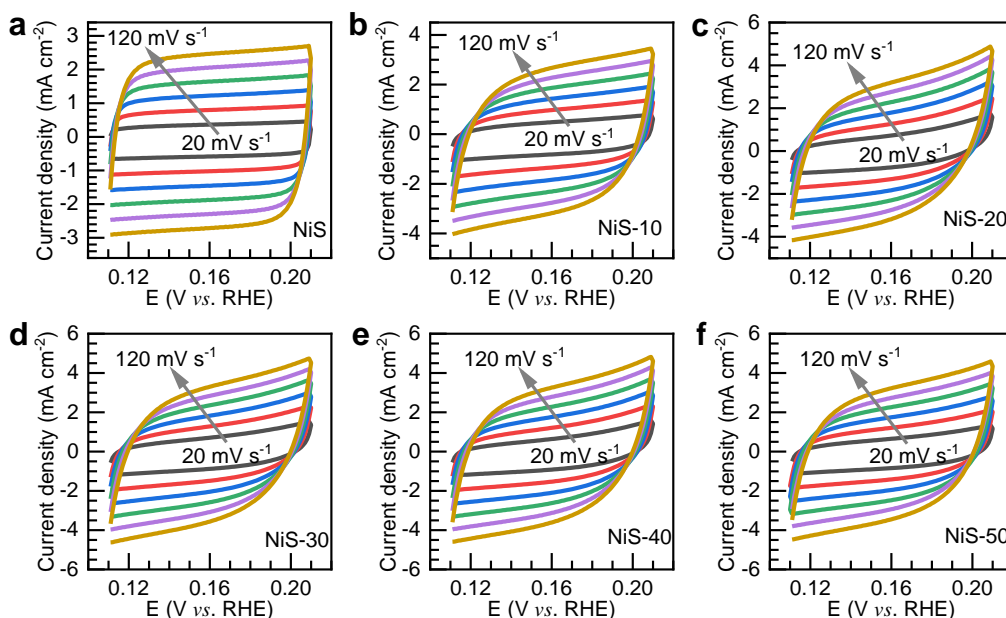 a
Current density (mA cm⁻²)
3
2
1
0
-1
-2
-3
120 mV s⁻¹
20 mV s⁻¹
NiS
0.12
0.16
0.20
E (V vs. RHE)
b
Current density (mA cm⁻²)
4
2
0
-2
-4
120 mV s⁻¹
20 mV s⁻¹
NiS-10
0.12
0.16
0.20
E (V vs. RHE)
c
Current density (mA cm⁻²)
6
4
2
0
-2
-4
120 mV s⁻¹
20 mV s⁻¹
NiS-20
0.12
0.16
0.20
E (V vs. RHE)
d
Current density (mA cm⁻²)
6
4
2
0
-2
-4
-6
120 mV s⁻¹
20 mV s⁻¹
NiS-30
0.12
0.16
0.20
E (V vs. RHE)
e
Current density (mA cm⁻²)
6
4
2
0
-2
-4
-6
120 mV s⁻¹
20 mV s⁻¹
NiS-40
0.12
0.16
0.20
E (V vs. RHE)
f
Current density (mA cm⁻²)
6
4
2
0
-2
-4
-6
120 mV s⁻¹
20 mV s⁻¹
NiS-50
0.12
0.16
0.20
E (V vs. RHE)